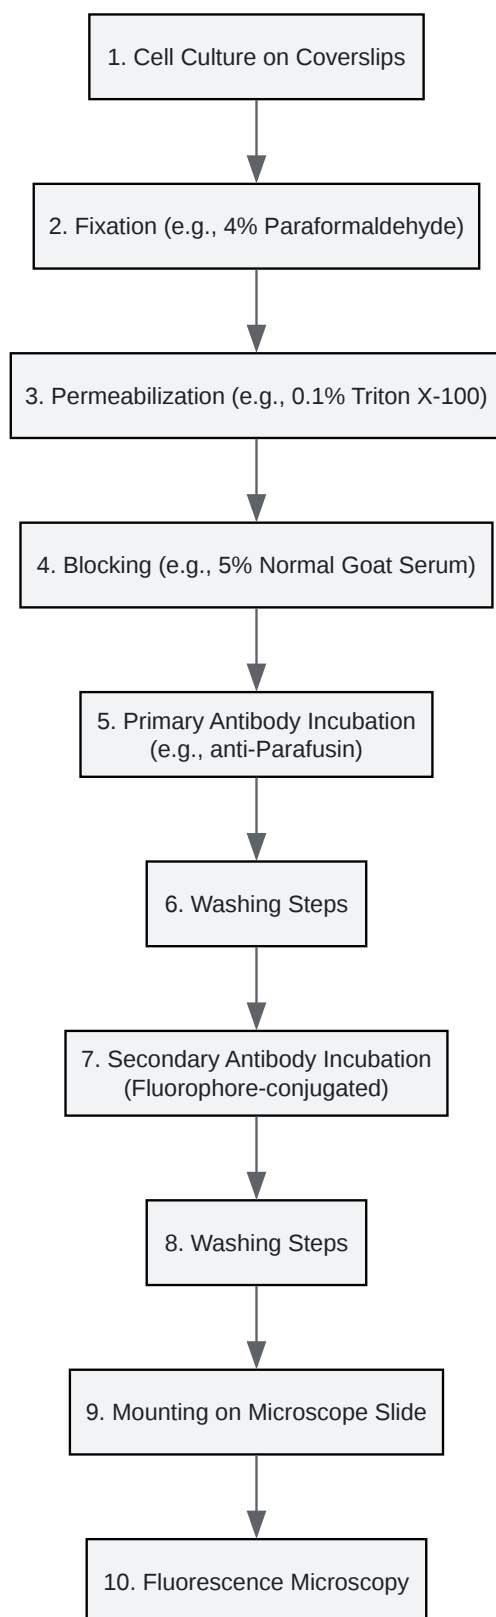 1. Cell Culture on Coverslips
2. Fixation (e.g., 4% Paraformaldehyde)
3. Permeabilization (e.g., 0.1% Triton X-100)
4. Blocking (e.g., 5% Normal Goat Serum)
5. Primary Antibody Incubation
(e.g., anti-Parafusin)
6. Washing Steps
7. Secondary Antibody Incubation
(Fluorophore-conjugated)
8. Washing Steps
9. Mounting on Microscope Slide
10. Fluorescence Microscopy